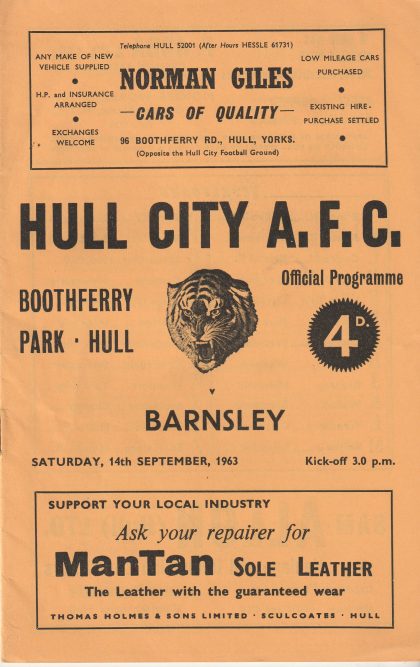 Telephone HULL 52001 (After Hours HESSLE 61731)
ANY MAKE OF NEW
VEHICLE SUPPLIED
•
H.P. and INSURANCE
ARRANGED
•
EXCHANGES
WELCOME
NORMAN GILES
—CARS OF QUALITY—
96 BOOTHFERRY RD., HULL, YORKS.
(Opposite the Hull City Football Ground)
LOW MILEAGE CARS
PURCHASED
•
EXISTING HIRE-
PURCHASE SETTLED
•
HULL CITY A.F.C.
BOOTHFERRY
PARK · HULL
Official Programme
4D.
v
BARNSLEY
SATURDAY, 14th SEPTEMBER, 1963 Kick-off 3.0 p.m.
SUPPORT YOUR LOCAL INDUSTRY
Ask your repairer for
ManTan SOLE LEATHER
The Leather with the guaranteed wear
THOMAS HOLMES & SONS LIMITED · SCULCOATES · HULL